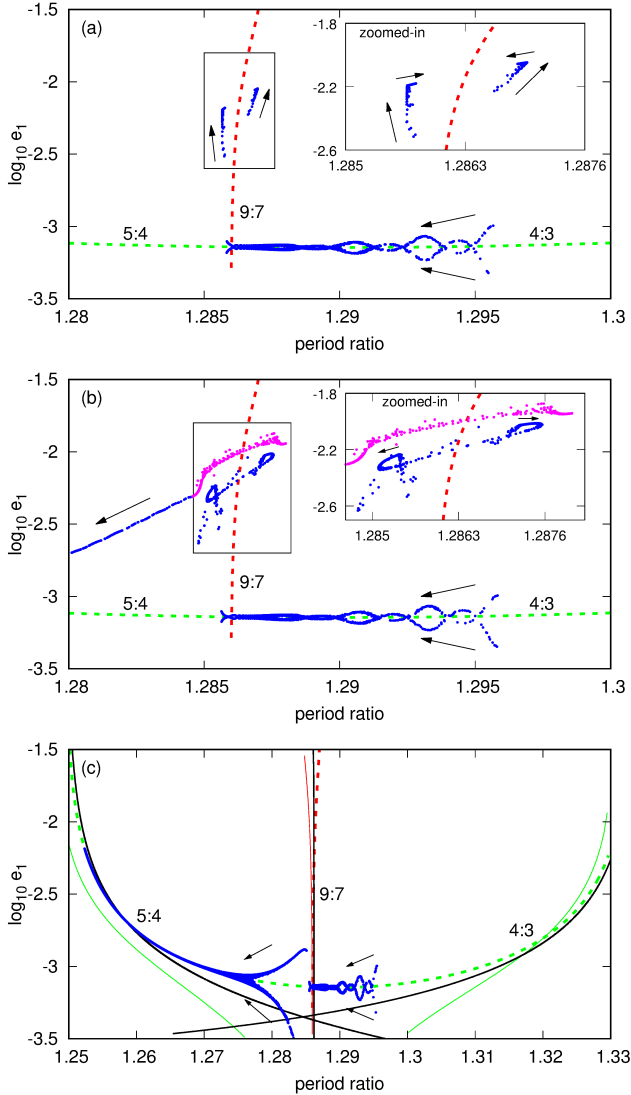 (a)
zoomed-in
-1.5
-2
-2.5
-3
-3.5
log10 e1
-1.8
-2.2
-2.6
1.285 1.2863 1.2876
5:4
9:7
4:3
1.28 1.285 1.29 1.295 1.3
period ratio
(b)
zoomed-in
-1.5
-2
-2.5
-3
-3.5
log10 e1
-1.8
-2.2
-2.6
1.285 1.2863 1.2876
5:4
9:7
4:3
1.28 1.285 1.29 1.295 1.3
period ratio
(c)
-1.5
-2
-2.5
-3
-3.5
log10 e1
5:4
9:7
4:3
1.25 1.26 1.27 1.28 1.29 1.3 1.31 1.32 1.33
period ratio